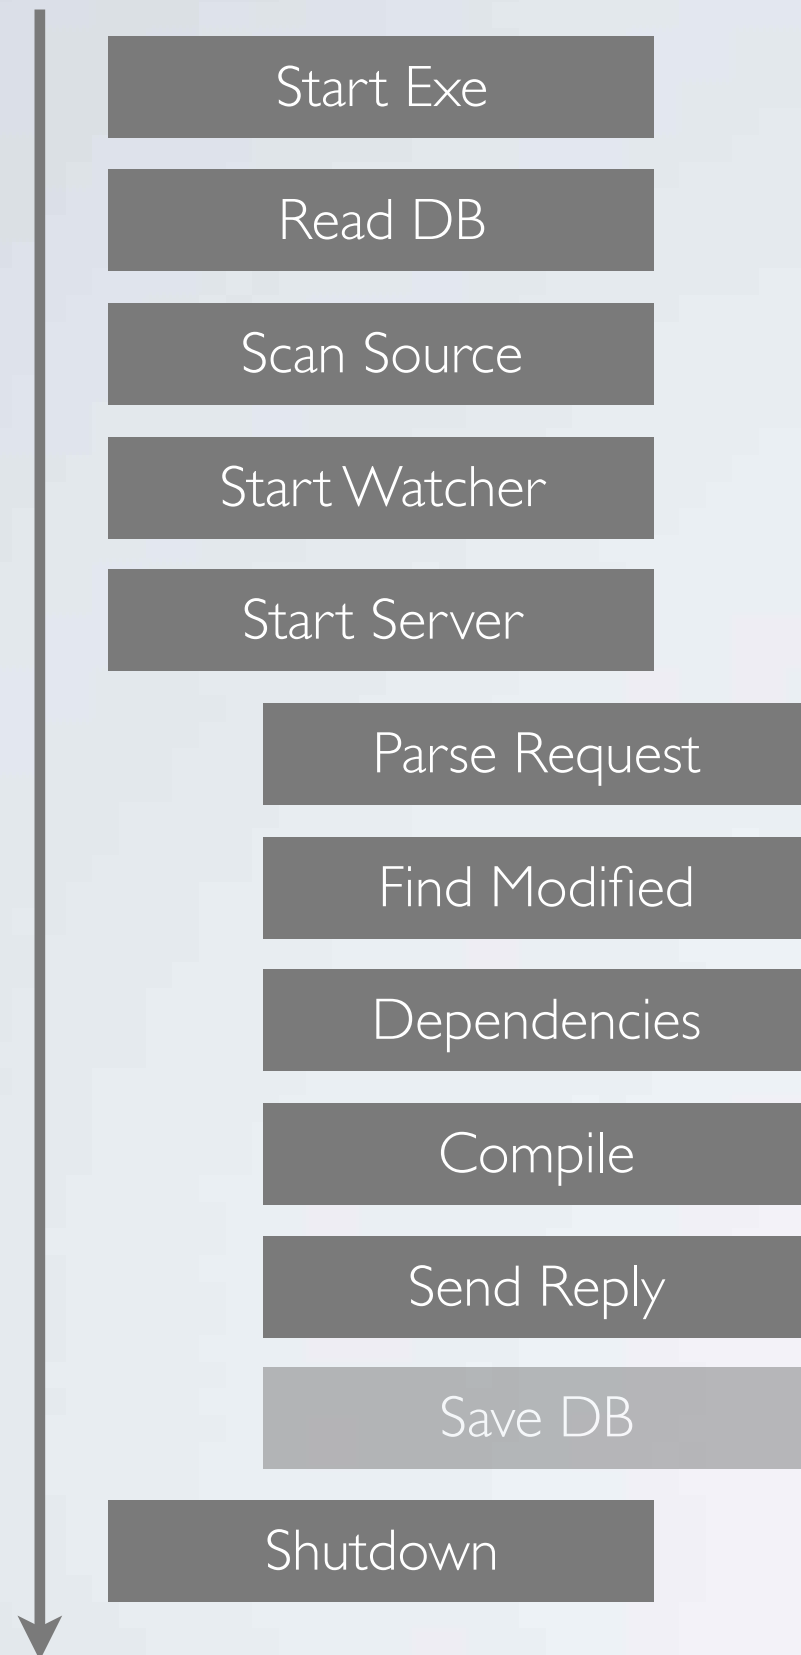 Start Exe
Read DB
Scan Source
Start Watcher
Start Server
Parse Request
Find Modified
Dependencies
Compile
Send Reply
Save DB
Shutdown